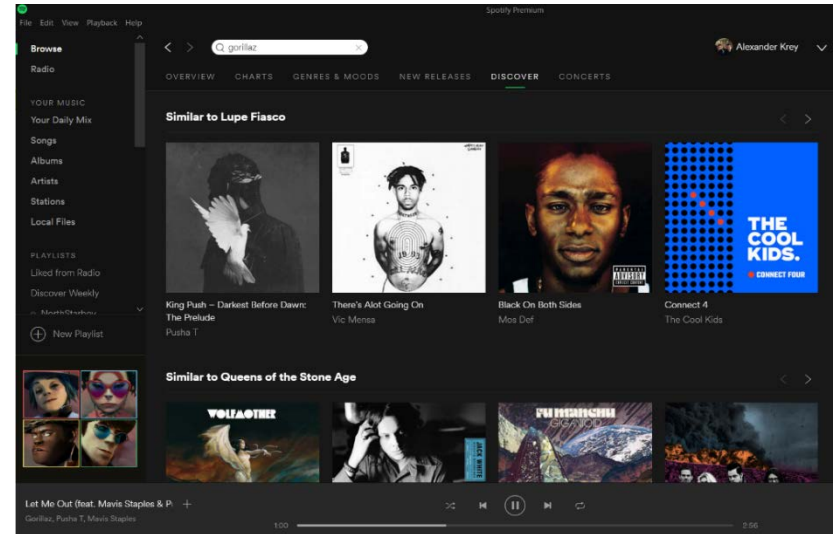 Spotify Premium
File Edit View Playback Help
Browse
Radio
YOUR MUSIC
Your Daily Mix
Songs
Albums
Artists
Stations
Local Files
PLAYLISTS
Liked from Radio
Discover Weekly
NorthStarboy
New Playlist
gorillaz
Alexander Krey
OVERVIEW CHARTS GENRES & MOODS NEW RELEASES DISCOVER CONCERTS
Similar to Lupe Fiasco
PARENTAL
ADVISORY
EXPLICIT CONTENT
THE
COOL
KIDS.
CONNECT FOUR
King Push – Darkest Before Dawn:
The Prelude
Pusha T
There's Alot Going On
Vic Mensa
Black On Both Sides
Mos Def
Connect 4
The Cool Kids
Similar to Queens of the Stone Age
WOLFMOTHER
JACK WHITE
FU MANCHU
GIGANTOID
Let Me Out (feat. Mavis Staples & P
Gorillaz, Pusha T, Mavis Staples
1:00
2:56